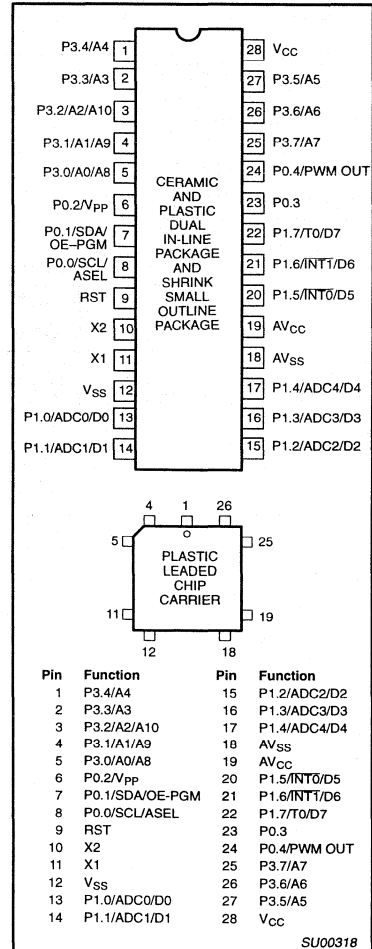 P3.4/A4 1
P3.3/A3 2
P3.2/A2/A10 3
P3.1/A1/A9 4
P3.0/A0/A8 5
P0.2/VPP 6
P0.1/SDA/
OE–PGM 7
P0.0/SCL/
ASEL 8
RST 9
X2 10
X1 11
VSS 12
P1.0/ADC0/D0 13
P1.1/ADC1/D1 14
CERAMIC
AND
PLASTIC
DUAL
IN-LINE
PACKAGE
AND
SHRINK
SMALL
OUTLINE
PACKAGE
28 VCC
27 P3.5/A5
26 P3.6/A6
25 P3.7/A7
24 P0.4/PWM OUT
23 P0.3
22 P1.7/T0/D7
21 P1.6/INT1/D6
20 P1.5/INT0/D5
19 AVCC
18 AVSS
17 P1.4/ADC4/D4
16 P1.3/ADC3/D3
15 P1.2/ADC2/D2
4 1 26
5 25
PLASTIC
LEADED
CHIP
CARRIER
11 19
12 18
Pin Function Pin Function
1 P3.4/A4 15 P1.2/ADC2/D2
2 P3.3/A3 16 P1.3/ADC3/D3
3 P3.2/A2/A10 17 P1.4/ADC4/D4
4 P3.1/A1/A9 18 AVSS
5 P3.0/A0/A8 19 AVCC
6 P0.2/VPP 20 P1.5/INT0/D5
7 P0.1/SDA/OE-PGM 21 P1.6/INT1/D6
8 P0.0/SCL/ASEL 22 P1.7/T0/D7
9 RST 23 P0.3
10 X2 24 P0.4/PWM OUT
11 X1 25 P3.7/A7
12 VSS 26 P3.6/A6
13 P1.0/ADC0/D0 27 P3.5/A5
14 P1.1/ADC1/D1 28 VCC
SU00318